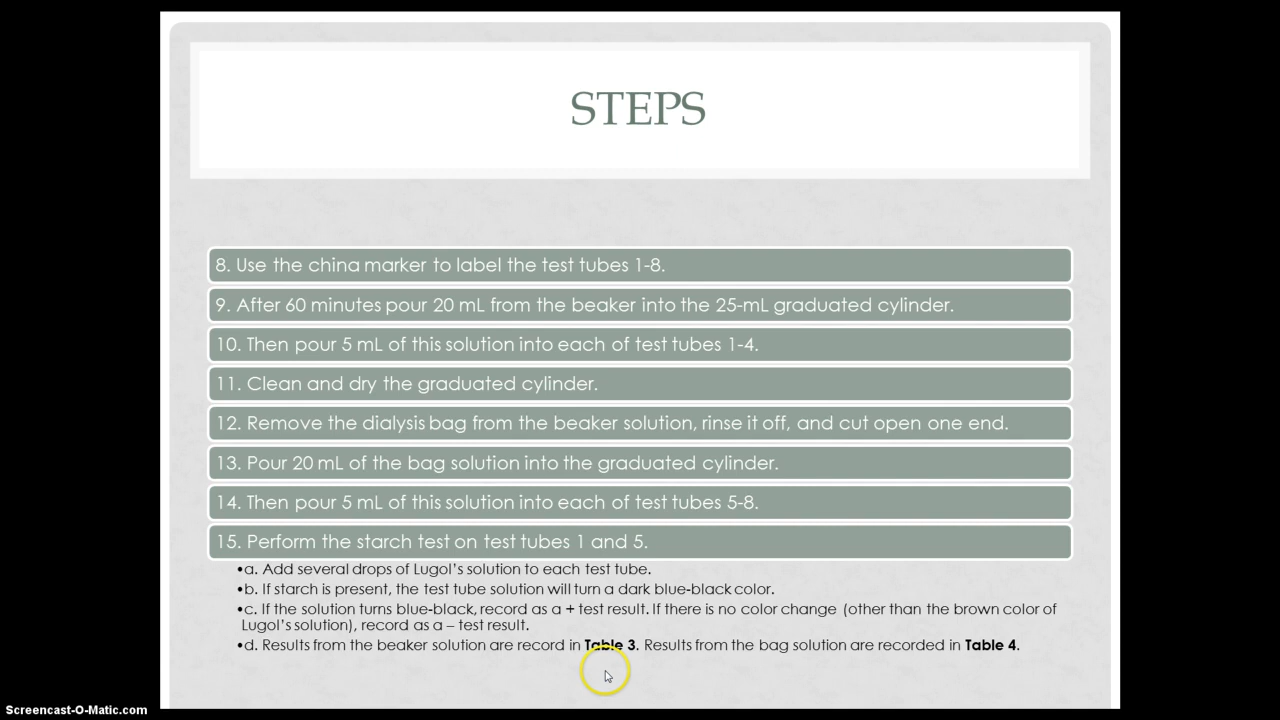 STEPS
8. Use the china marker to label the test tubes 1-8.
9. After 60 minutes pour 20 mL from the beaker into the 25-mL graduated cylinder.
10. Then pour 5 mL of this solution into each of test tubes 1-4.
11. Clean and dry the graduated cylinder.
12. Remove the dialysis bag from the beaker solution, rinse it off, and cut open one end.
13. Pour 20 mL of the bag solution into the graduated cylinder.
14. Then pour 5 mL of this solution into each of test tubes 5-8.
15. Perform the starch test on test tubes 1 and 5.
•a. Add several drops of Lugol's solution to each test tube.
•b. If starch is present, the test tube solution will turn a dark blue-black color.
•c. If the solution turns blue-black, record as a + test result. If there is no color change (other than the brown color of
Lugol's solution), record as a – test result.
•d. Results from the beaker solution are record in Table 3. Results from the bag solution are recorded in Table 4.
Screencast-O-Matic.com